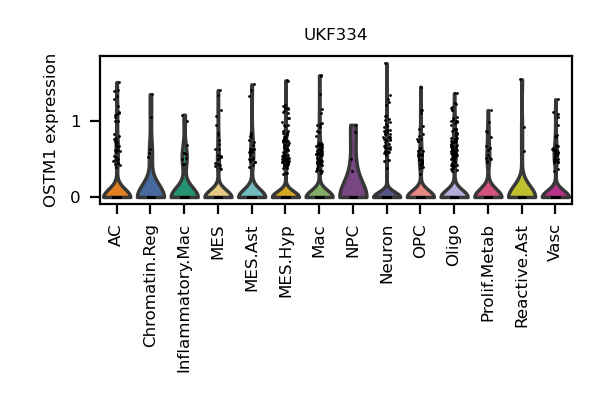 UKF334
OSTM1 expression
1
0
AC
Chromatin.Reg
Inflammatory.Mac
MES
MES.Ast
MES.Hyp
Mac
NPC
Neuron
OPC
Oligo
Prolif.Metab
Reactive.Ast
Vasc